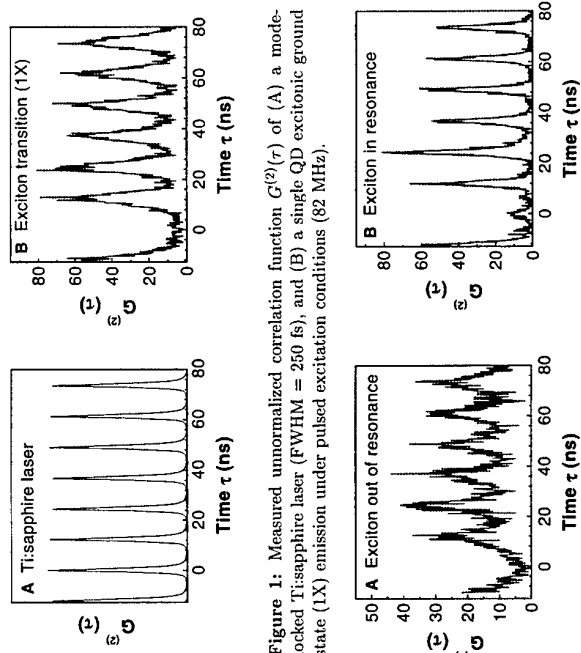 A Ti:sapphire laser
G(2) (τ)
0 20 40 60 80
Time τ (ns)
B Exciton transition (1X)
G(2) (τ)
80
60
40
20
0
0 20 40 60 80
Time τ (ns)
Figure 1: Measured unnormalized correlation function G(2)(τ) of (A) a mode-
locked Ti:sapphire laser (FWHM = 250 fs), and (B) a single QD excitonic ground
state (1X) emission under pulsed excitation conditions (82 MHz).
A Exciton out of resonance
G(2) (τ)
50
40
30
20
10
0
0 20 40 60 80
Time τ (ns)
B Exciton in resonance
G(2) (τ)
80
60
40
20
0
0 20 40 60 80
Time τ (ns)